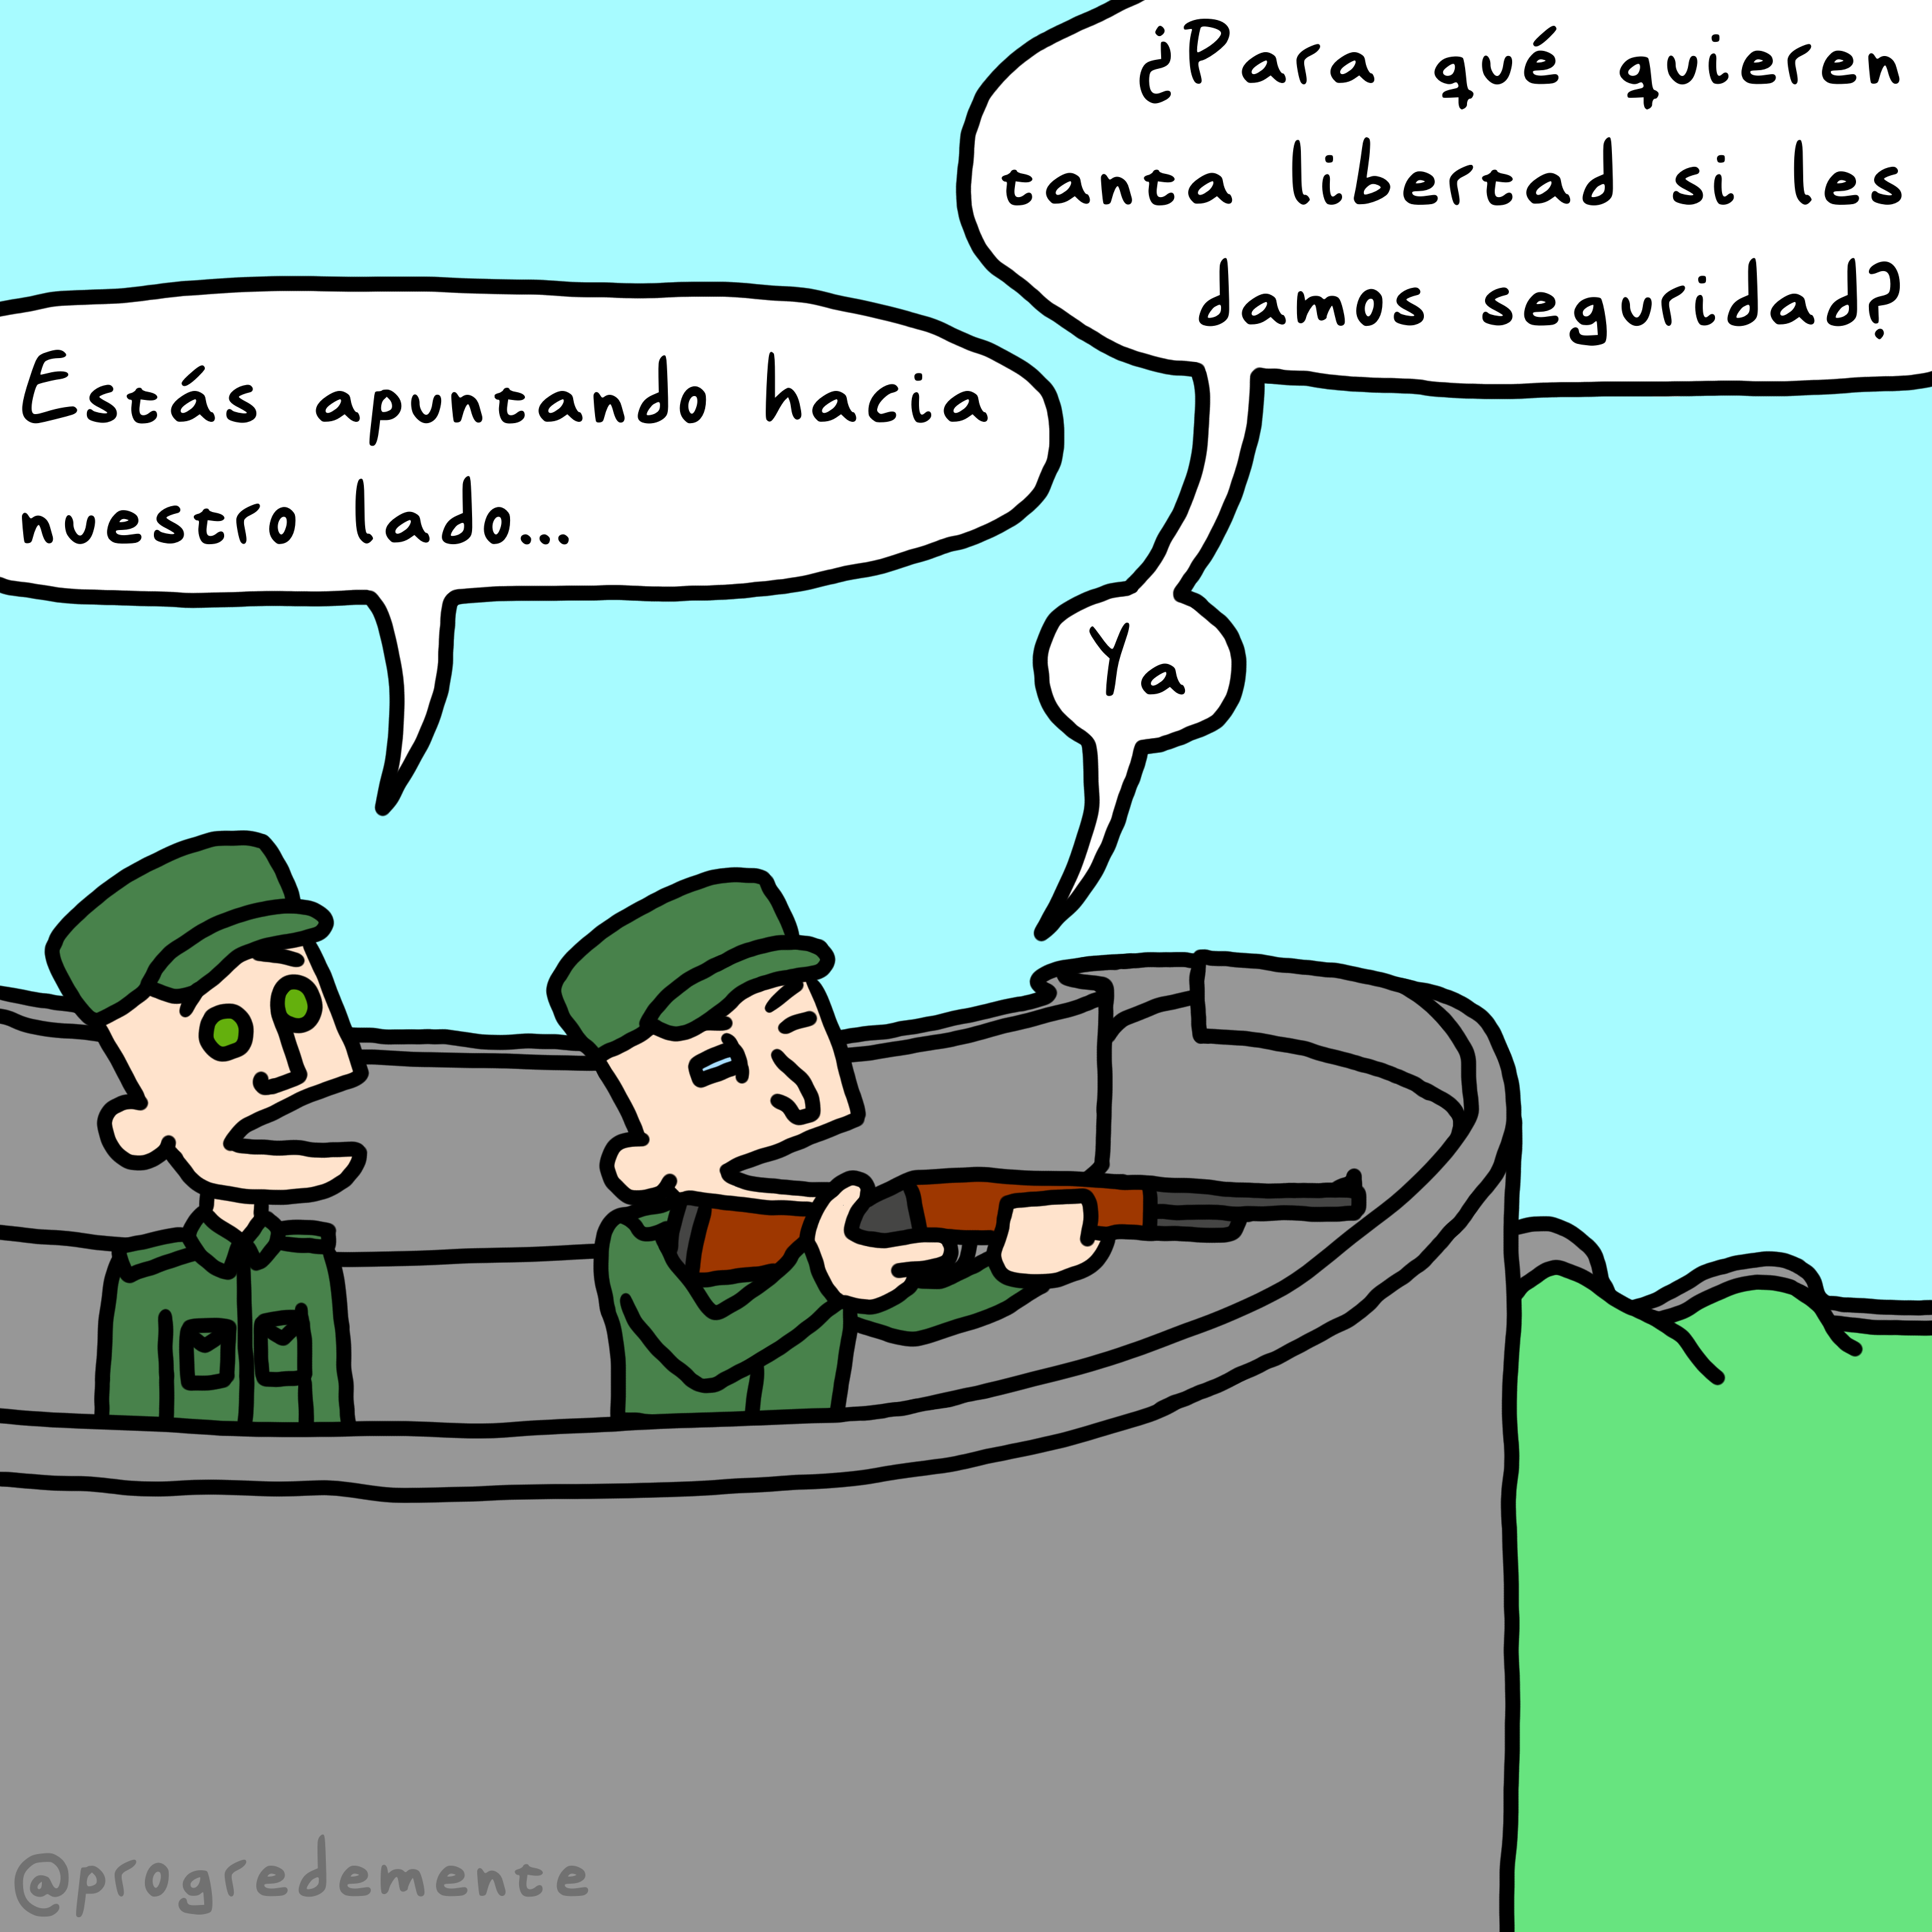 Estás apuntando hacia
nuestro lado...
Ya
¿Para qué quieren
tanta libertad si les
damos seguridad?
@progredemente